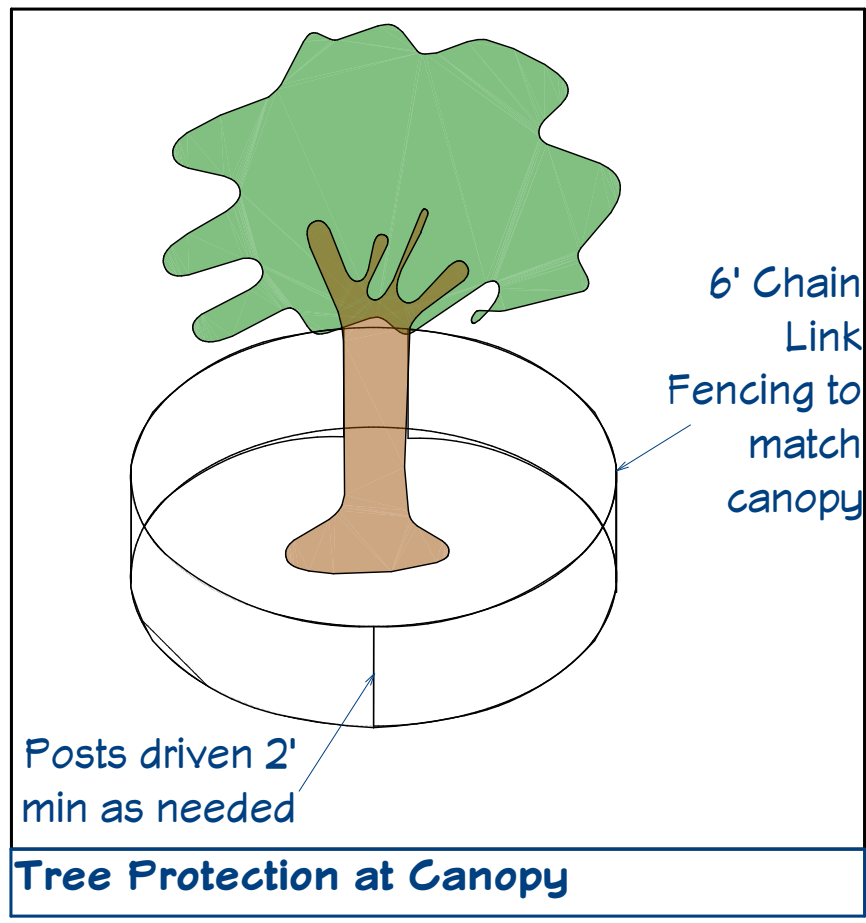 6' Chain
Link
Fencing to
match
canopy
Posts driven 2'
min as needed
Tree Protection at Canopy